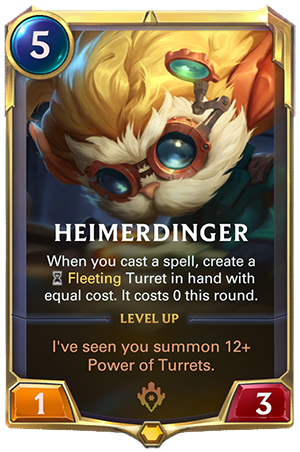 5
HEIMERDINGER
When you cast a spell, create a
Fleeting Turret in hand with
equal cost. It costs 0 this round.
LEVEL UP
I've seen you summon 12+
Power of Turrets.
1
3